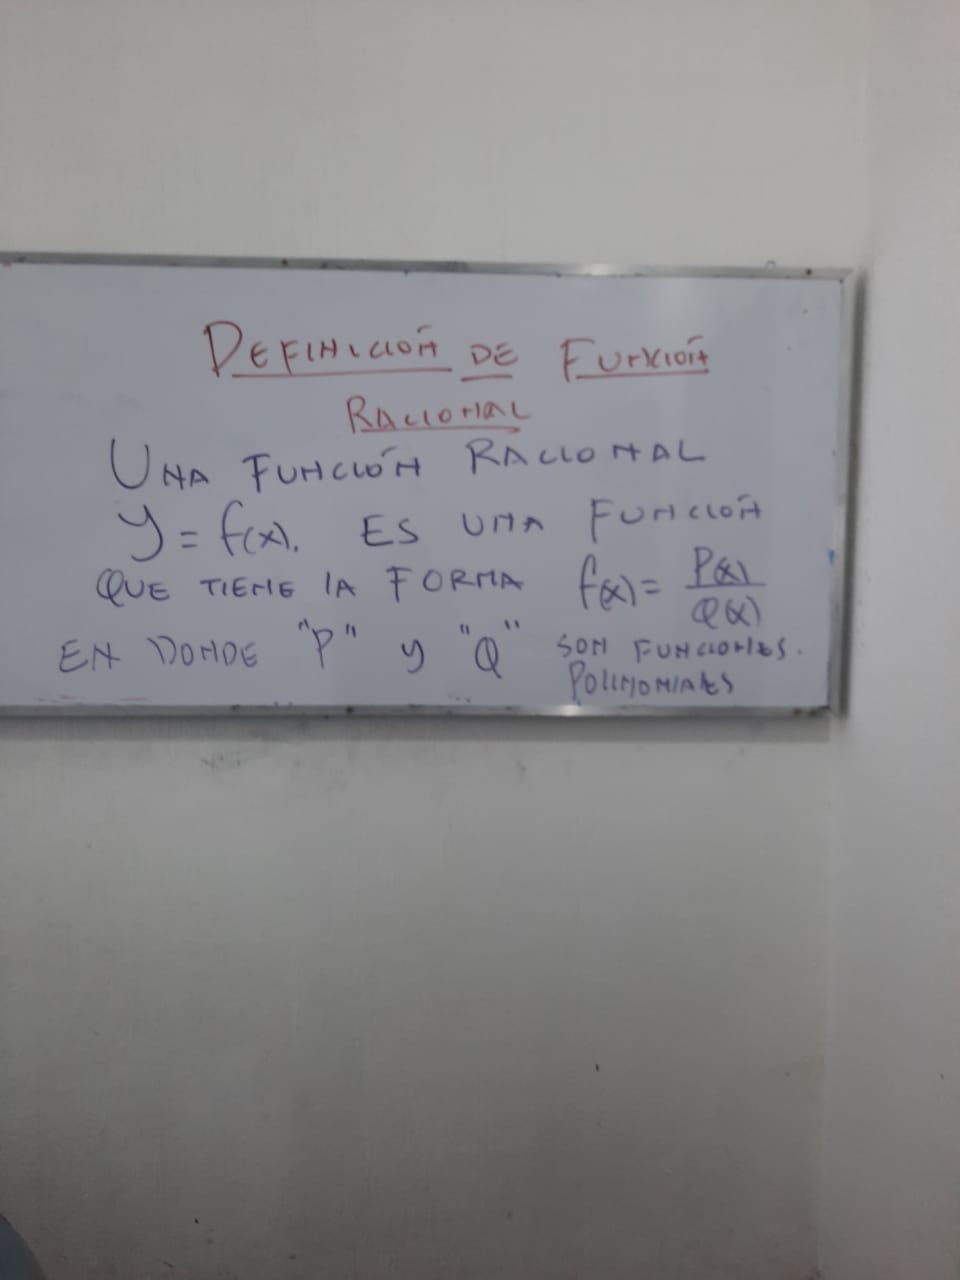 DEFINICIÓN DE FUNCIÓN
RACIONAL
UNA FUNCIÓN RACIONAL
y = f(x). ES UNA FUNCIÓN
QUE TIENE LA FORMA f(x) = P(x)/Q(x)
EN DONDE "P" y "Q" SON FUNCIONES.
POLINOMIALES